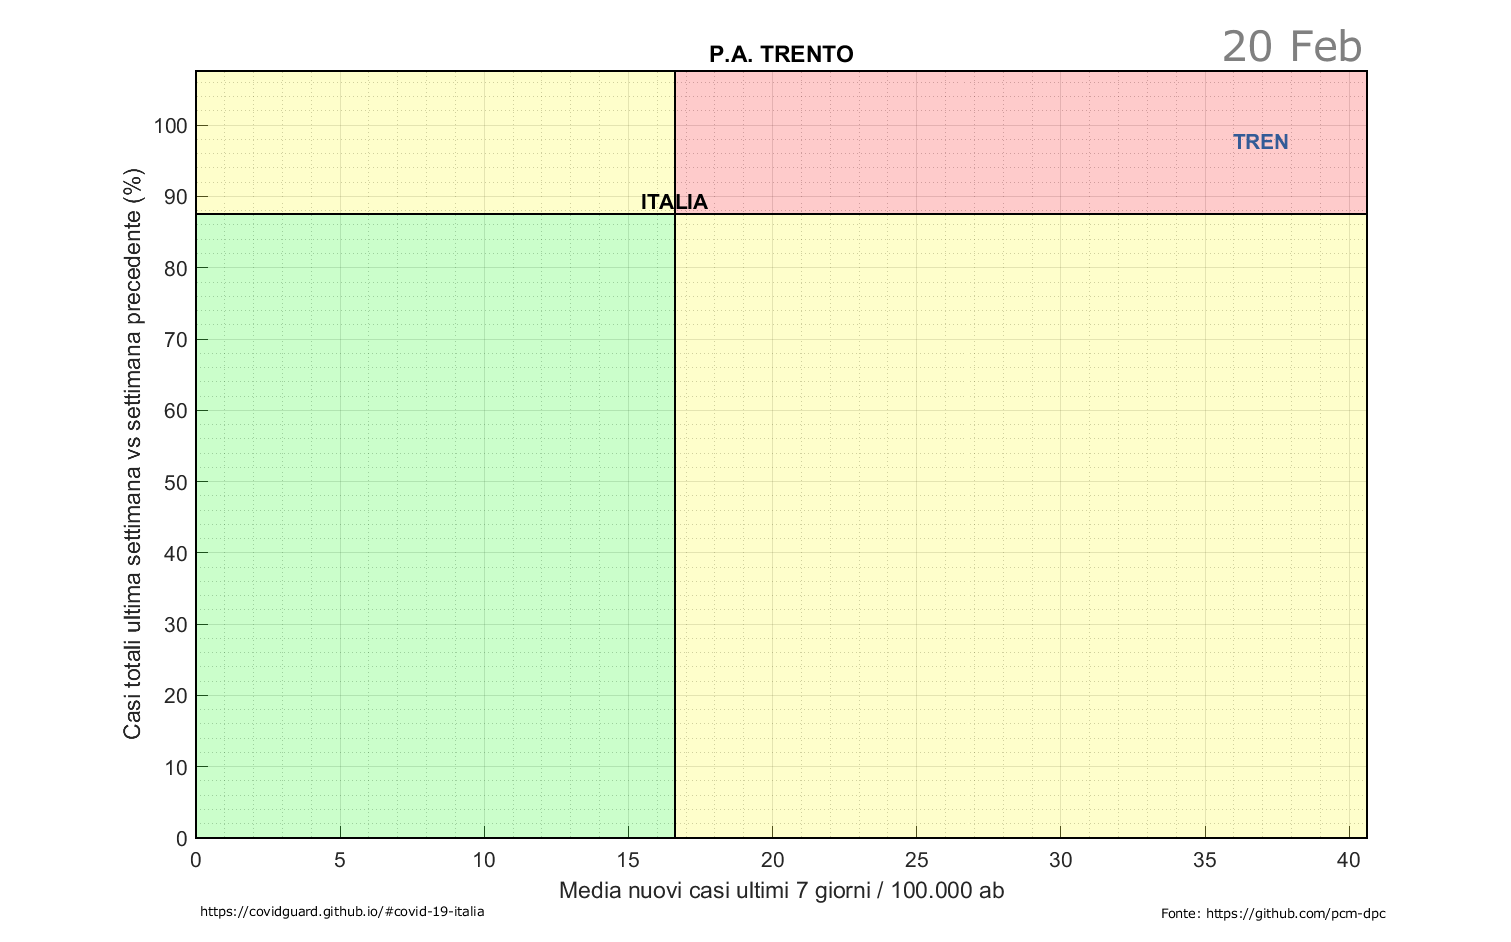 20 Feb
P.A. TRENTO
100
90
80
70
60
50
40
30
20
10
0
Casi totali ultima settimana vs settimana precedente (%)
TREN
ITALIA
0 5 10 15 20 25 30 35 40
Media nuovi casi ultimi 7 giorni / 100.000 ab
https://covidguard.github.io/#covid-19-italia
Fonte: https://github.com/pcm-dpc